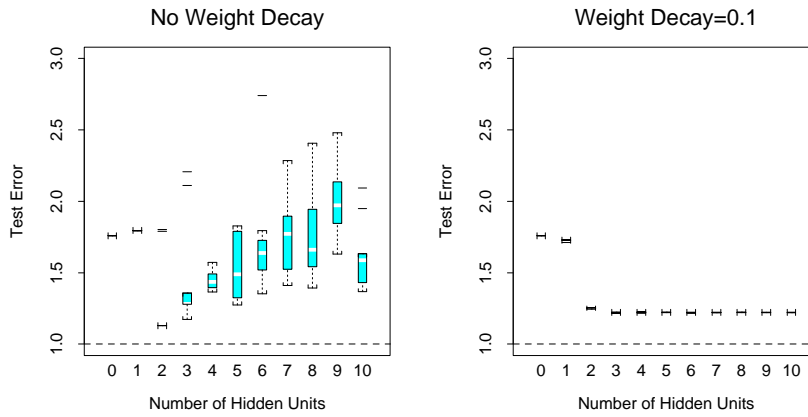 No Weight Decay
Test Error
3.0
2.5
2.0
1.5
1.0
0 1 2 3 4 5 6 7 8 9 10
Number of Hidden Units
Weight Decay=0.1
Test Error
3.0
2.5
2.0
1.5
1.0
0 1 2 3 4 5 6 7 8 9 10
Number of Hidden Units